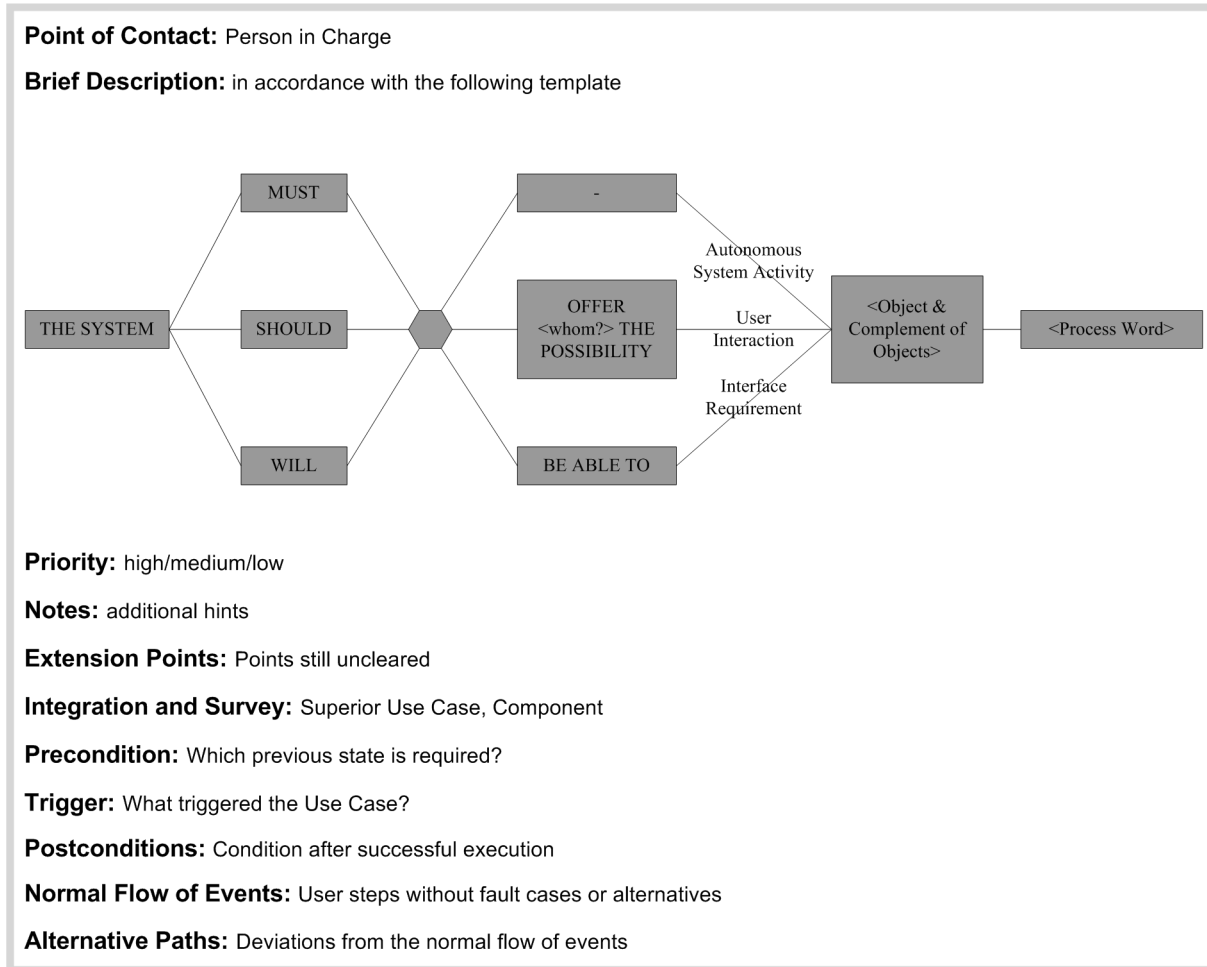 Point of Contact: Person in Charge
Brief Description: in accordance with the following template
THE SYSTEM
MUST
SHOULD
WILL
-
OFFER
<whom?> THE
POSSIBILITY
BE ABLE TO
Autonomous
System Activity
User
Interaction
Interface
Requirement
<Object &
Complement of
Objects>
<Process Word>
Priority: high/medium/low
Notes: additional hints
Extension Points: Points still uncleared
Integration and Survey: Superior Use Case, Component
Precondition: Which previous state is required?
Trigger: What triggered the Use Case?
Postconditions: Condition after successful execution
Normal Flow of Events: User steps without fault cases or alternatives
Alternative Paths: Deviations from the normal flow of events